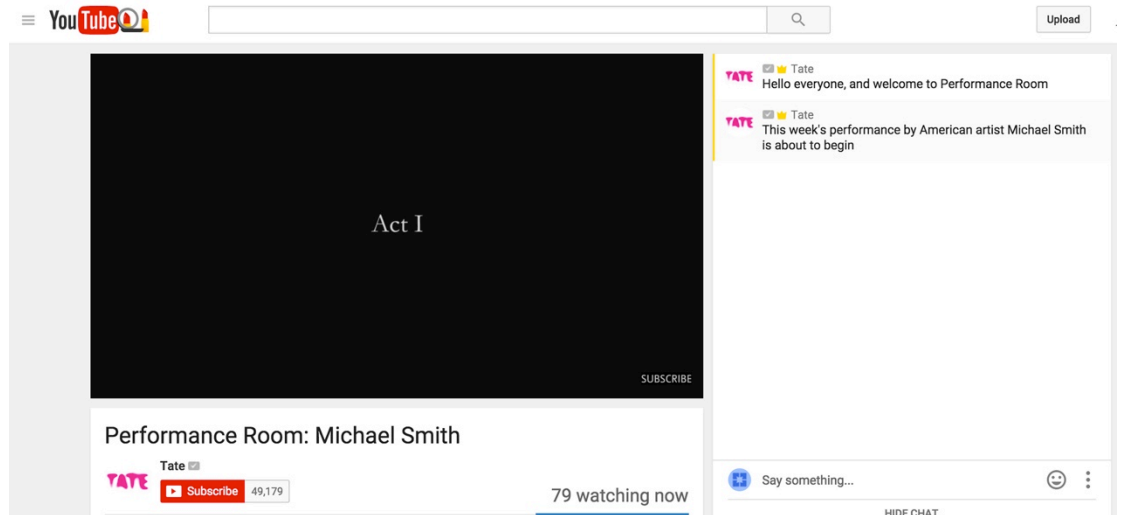 YouTube
Upload
Act I
SUBSCRIBE
Performance Room: Michael Smith
TATE
Tate
Subscribe 49,179
79 watching now
TATE
Tate
Hello everyone, and welcome to Performance Room
TATE
Tate
This week's performance by American artist Michael Smith
is about to begin
Say something...
HIDE CHAT